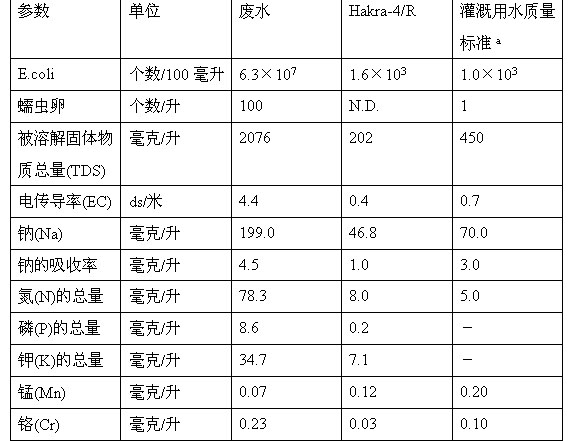 参数 单位 废水 Hakra-4/R 灌溉用水质量
标准 a
E.coli 个数/100 毫升 6.3×10⁷ 1.6×10³ 1.0×10³
蠕虫卵 个数/升 100 N.D. 1
被溶解固体物 毫克/升 2076 202 450
质总量(TDS)
电传导率(EC) ds/米 4.4 0.4 0.7
钠(Na) 毫克/升 199.0 46.8 70.0
钠的吸收率 毫克/升 4.5 1.0 3.0
氮(N)的总量 毫克/升 78.3 8.0 5.0
磷(P)的总量 毫克/升 8.6 0.2 －
钾(K)的总量 毫克/升 34.7 7.1 －
锰(Mn) 毫克/升 0.07 0.12 0.20
铬(Cr) 毫克/升 0.23 0.03 0.10